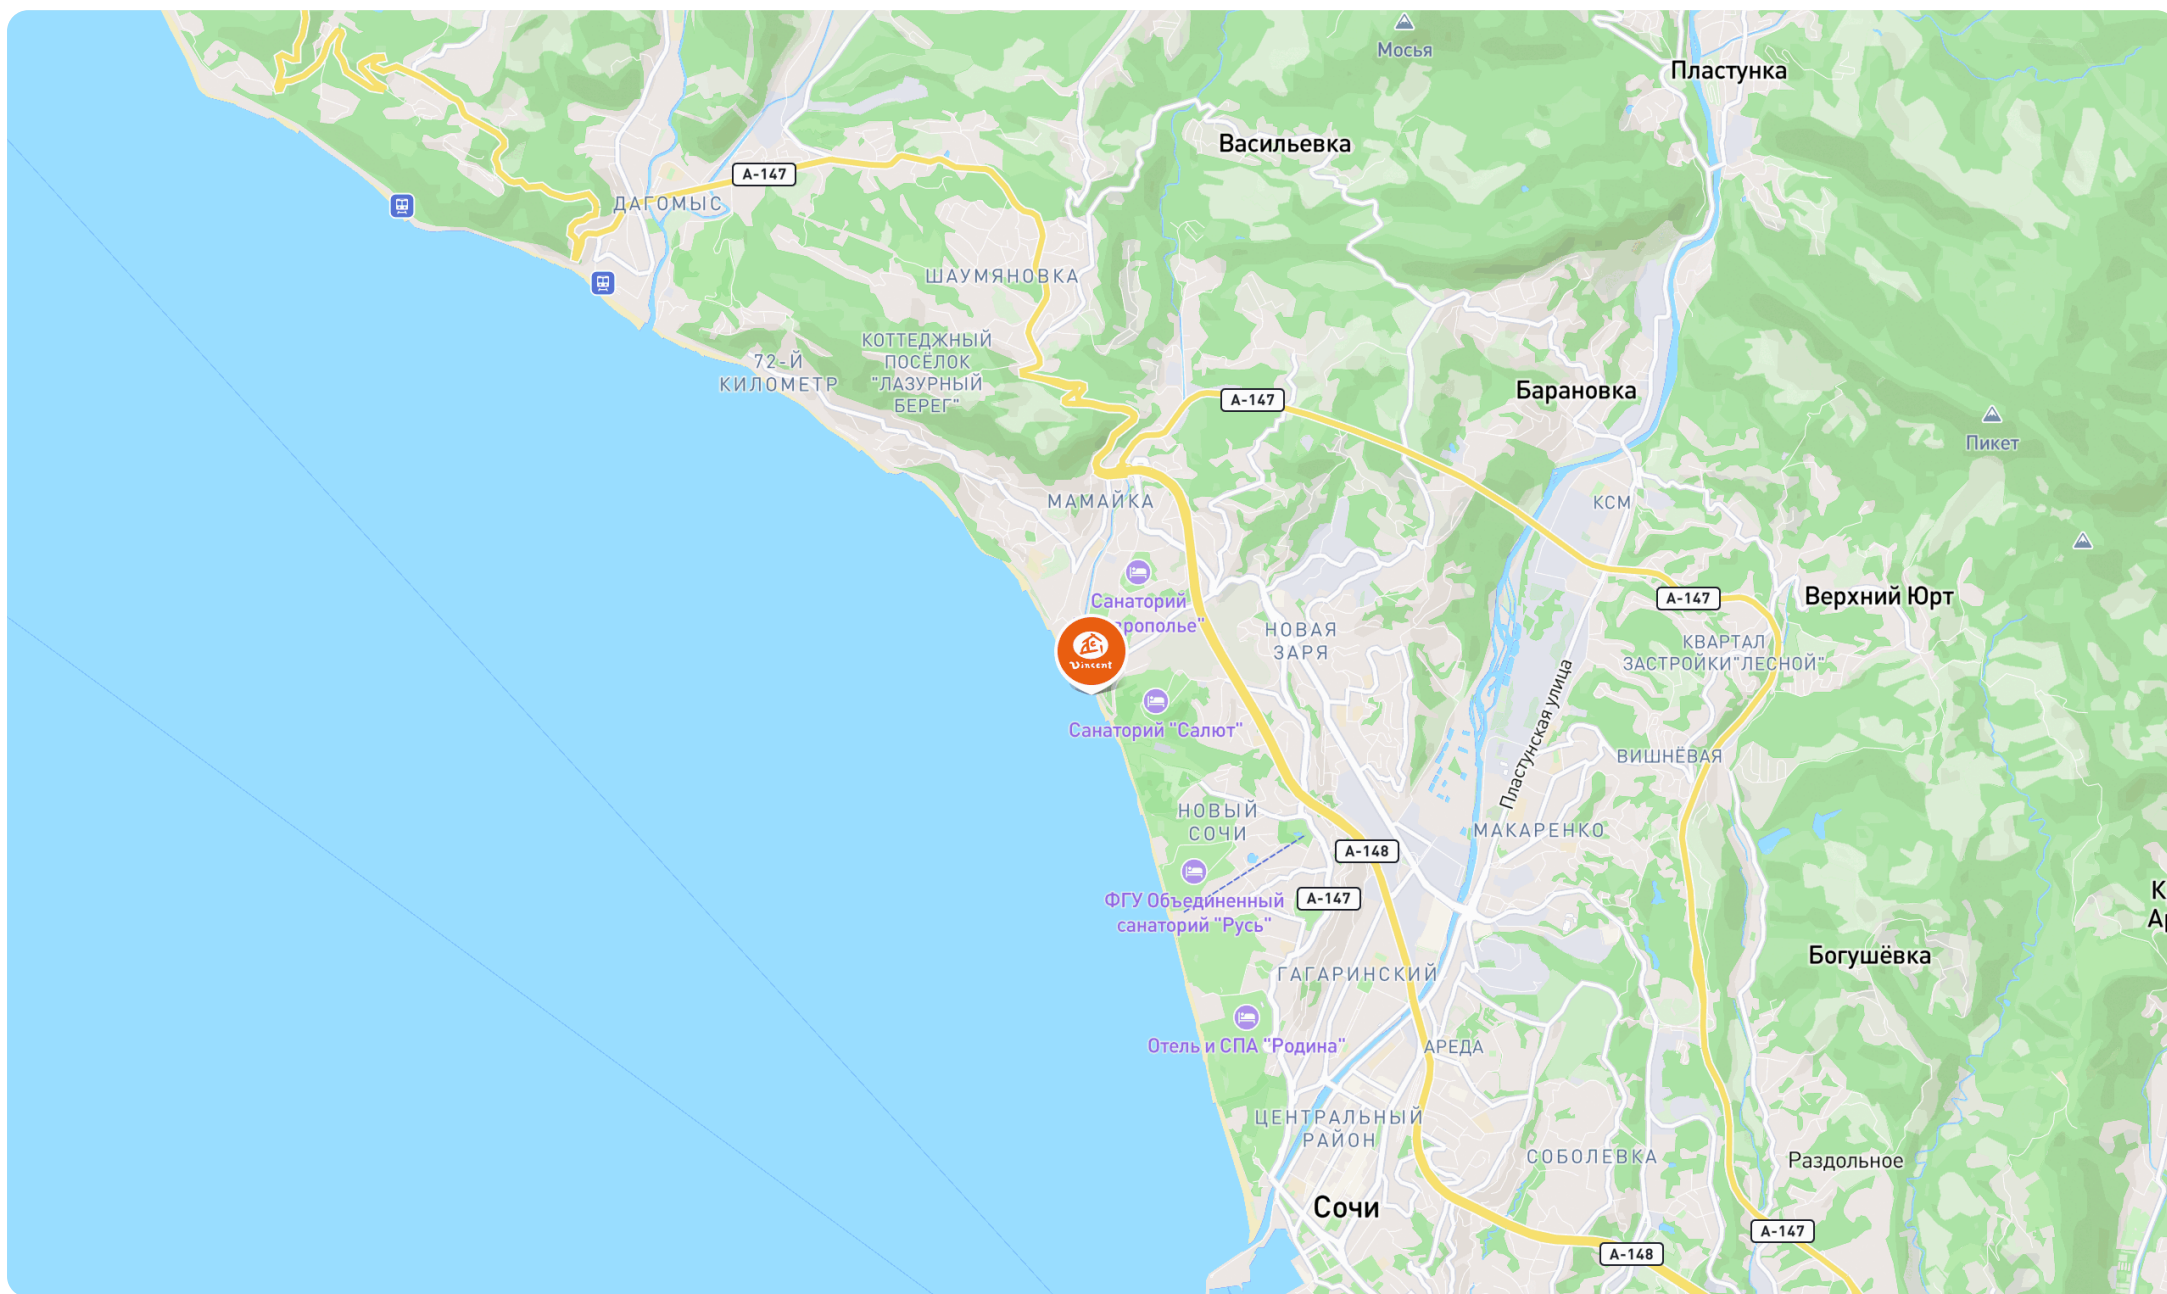 Мосья
Пластунка
Васильевка
А-147
ДАГОМЫС
ШАУМЯНОВКА
КОТТЕДЖНЫЙ
ПОСЁЛОК
"ЛАЗУРНЫЙ
БЕРЕГ"
72-Й
КИЛОМЕТР
А-147
Барановка
Пикет
МАМАЙКА
КСМ
Санаторий
врополье"
Vincent
А-147
Верхний Юрт
НОВАЯ
ЗАРЯ
КВАРТАЛ
ЗАСТРОЙКИ"ЛЕСНОЙ"
Пластунская улица
Санаторий "Салют"
ВИШНЁВАЯ
НОВЫЙ
СОЧИ
МАКАРЕНКО
А-148
А-147
ФГУ Объединенный
санаторий "Русь"
К
Ар
Богушёвка
ГАГАРИНСКИЙ
Отель и СПА "Родина"
АРЕДА
ЦЕНТРАЛЬНЫЙ
РАЙОН
СОБОЛЕВКА
Раздольное
Сочи
А-147
А-148